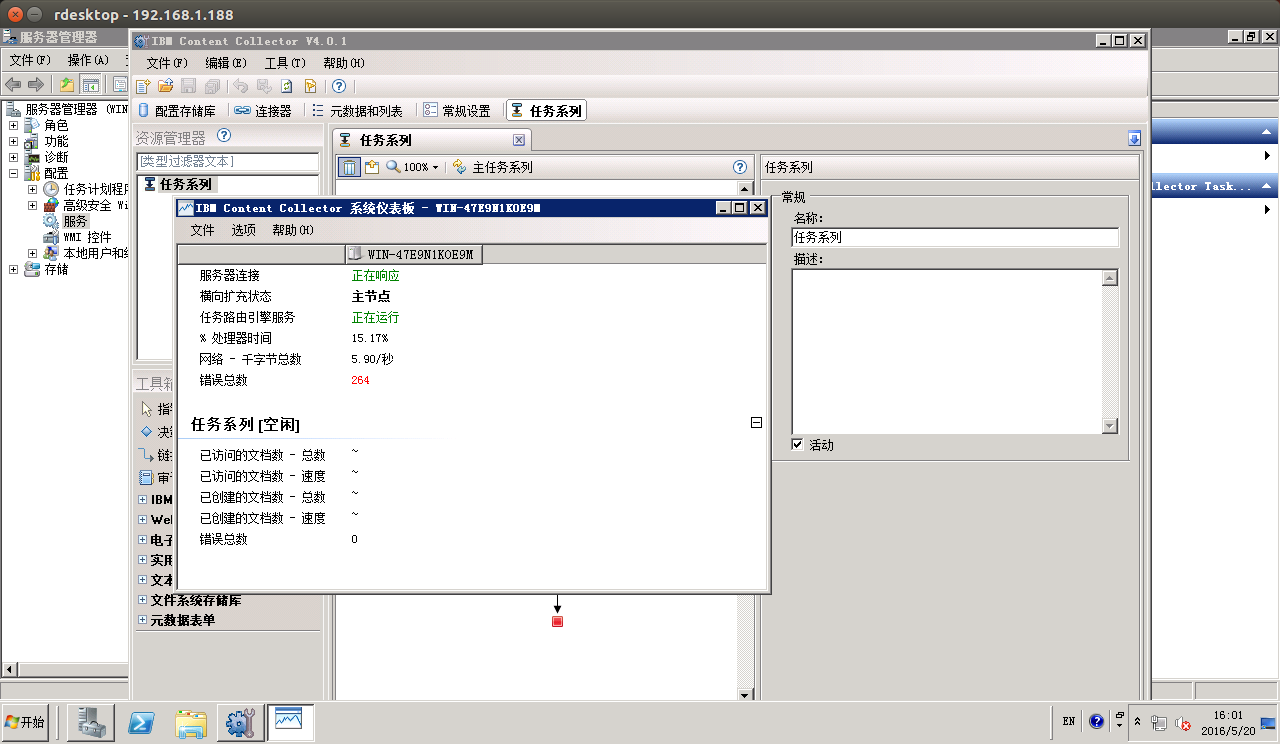 rdesktop - 192.168.1.188
服务器管理器
文件(F) 操作(A)
服务器管理器 (WIN
角色
功能
诊断
配置
任务计划程序
高级安全 Wi
服务
WMI 控件
本地用户和组
存储
IBM Content Collector V4.0.1
文件(F) 编辑(E) 工具(T) 帮助(H)
配置存储库 连接器 元数据和列表 常规设置 任务系列
资源管理器
[类型过滤器文本]
任务系列
任务系列
100% 主任务系列
任务系列
常规
名称:
任务系列
描述:
活动
llector Task...
IBM Content Collector 系统仪表板 - WIN-47E9N1KOE9M
文件 选项 帮助(H)
WIN-47E9N1KOE9M
服务器连接 正在响应
横向扩充状态 主节点
任务路由引擎服务 正在运行
% 处理器时间 15.17%
网络 - 千字节总数 5.90/秒
错误总数 264
任务系列 [空闲]
已访问的文档数 - 总数 ~
已访问的文档数 - 速度 ~
已创建的文档数 - 总数 ~
已创建的文档数 - 速度 ~
错误总数 0
工具箱
指
决
链
审
IBM
Web
电子
实用
文本
文件系统存储库
元数据表单
开始
EN
16:01
2016/5/20